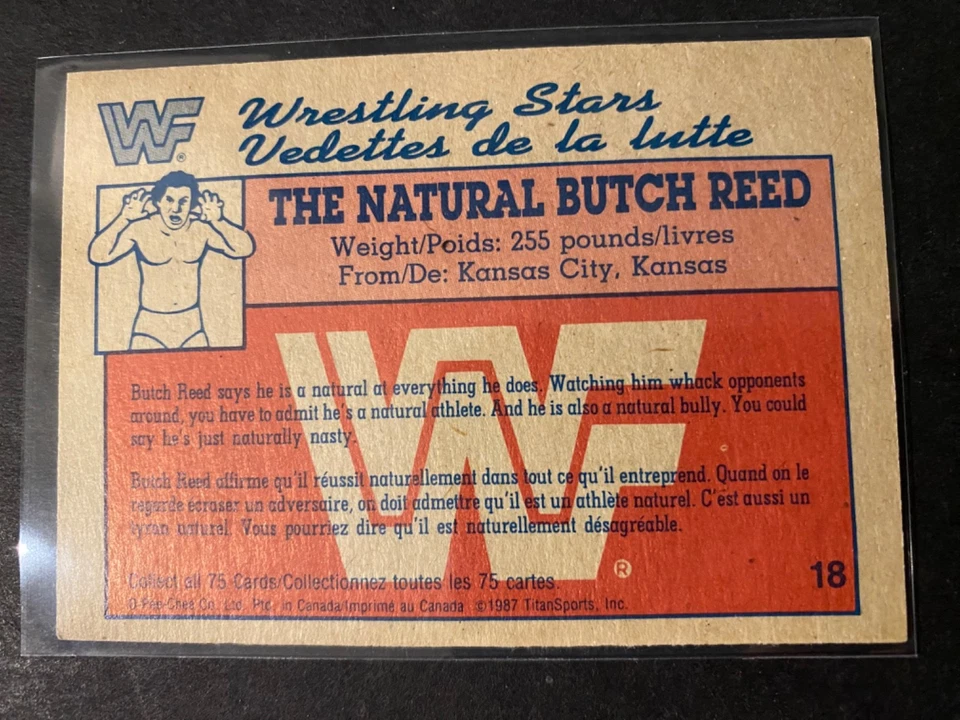 WF ®
Wrestling Stars
Vedettes de la lutte
THE NATURAL BUTCH REED
Weight/Poids: 255 pounds/livres
From/De: Kansas City, Kansas
Butch Reed says he is a natural at everything he does. Watching him whack opponents
around, you have to admit he's a natural athlete. And he is also a natural bully. You could
say he's just naturally nasty.
Butch Reed affirme qu'il réussit naturellement dans tout ce qu'il entreprend. Quand on le
regarde écraser un adversaire, on doit admettre qu'il est un athlète naturel. C'est aussi un
tyran naturel. Vous pourriez dire qu'il est naturellement désagréable.
WF ®
Collect all 75 Cards/Collectionnez toutes les 75 cartes.
18
O-Pee-Chee Co. Ltd. Ptd. in Canada/Imprimé au Canada ©1987 TitanSports, Inc.